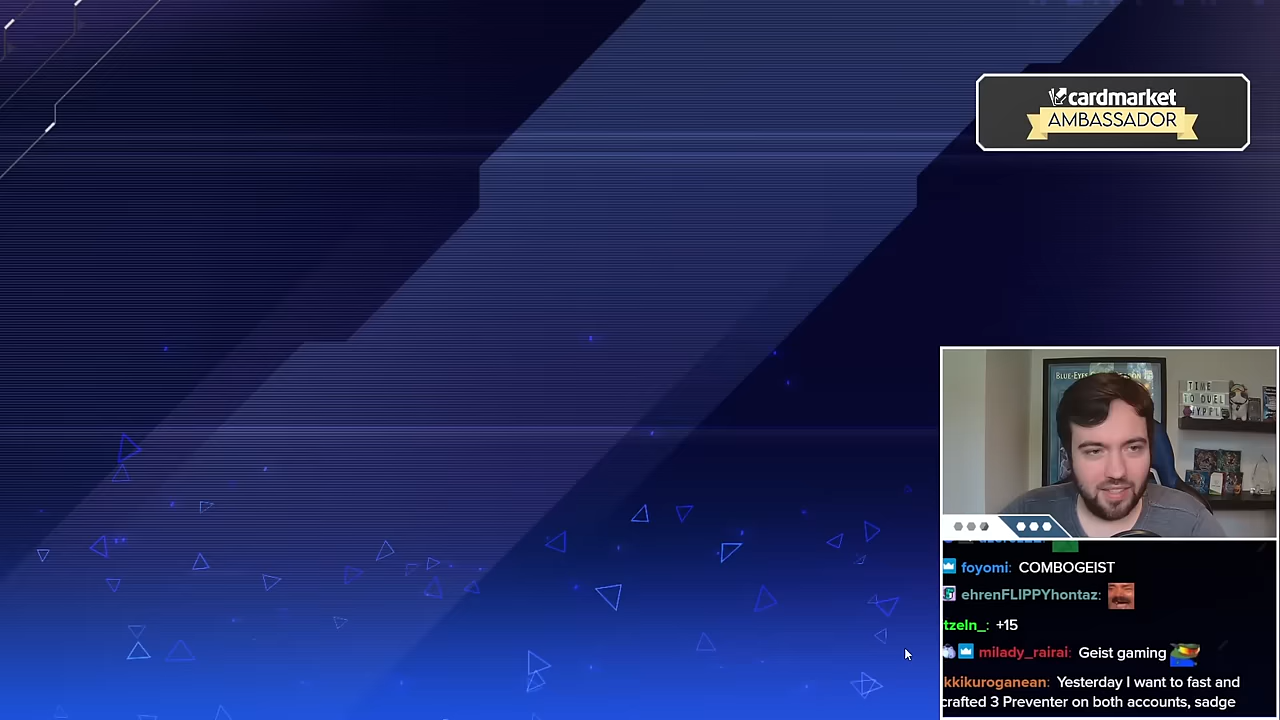 cardmarket
AMBASSADOR
TIME
TO DUEL
foyomi: COMBOGEIST
ehrenFLIPPYhontaz:
tzeln_: +15
milady_rairai: Geist gaming
kkikuroganean: Yesterday I want to fast and
crafted 3 Preventer on both accounts, sadge